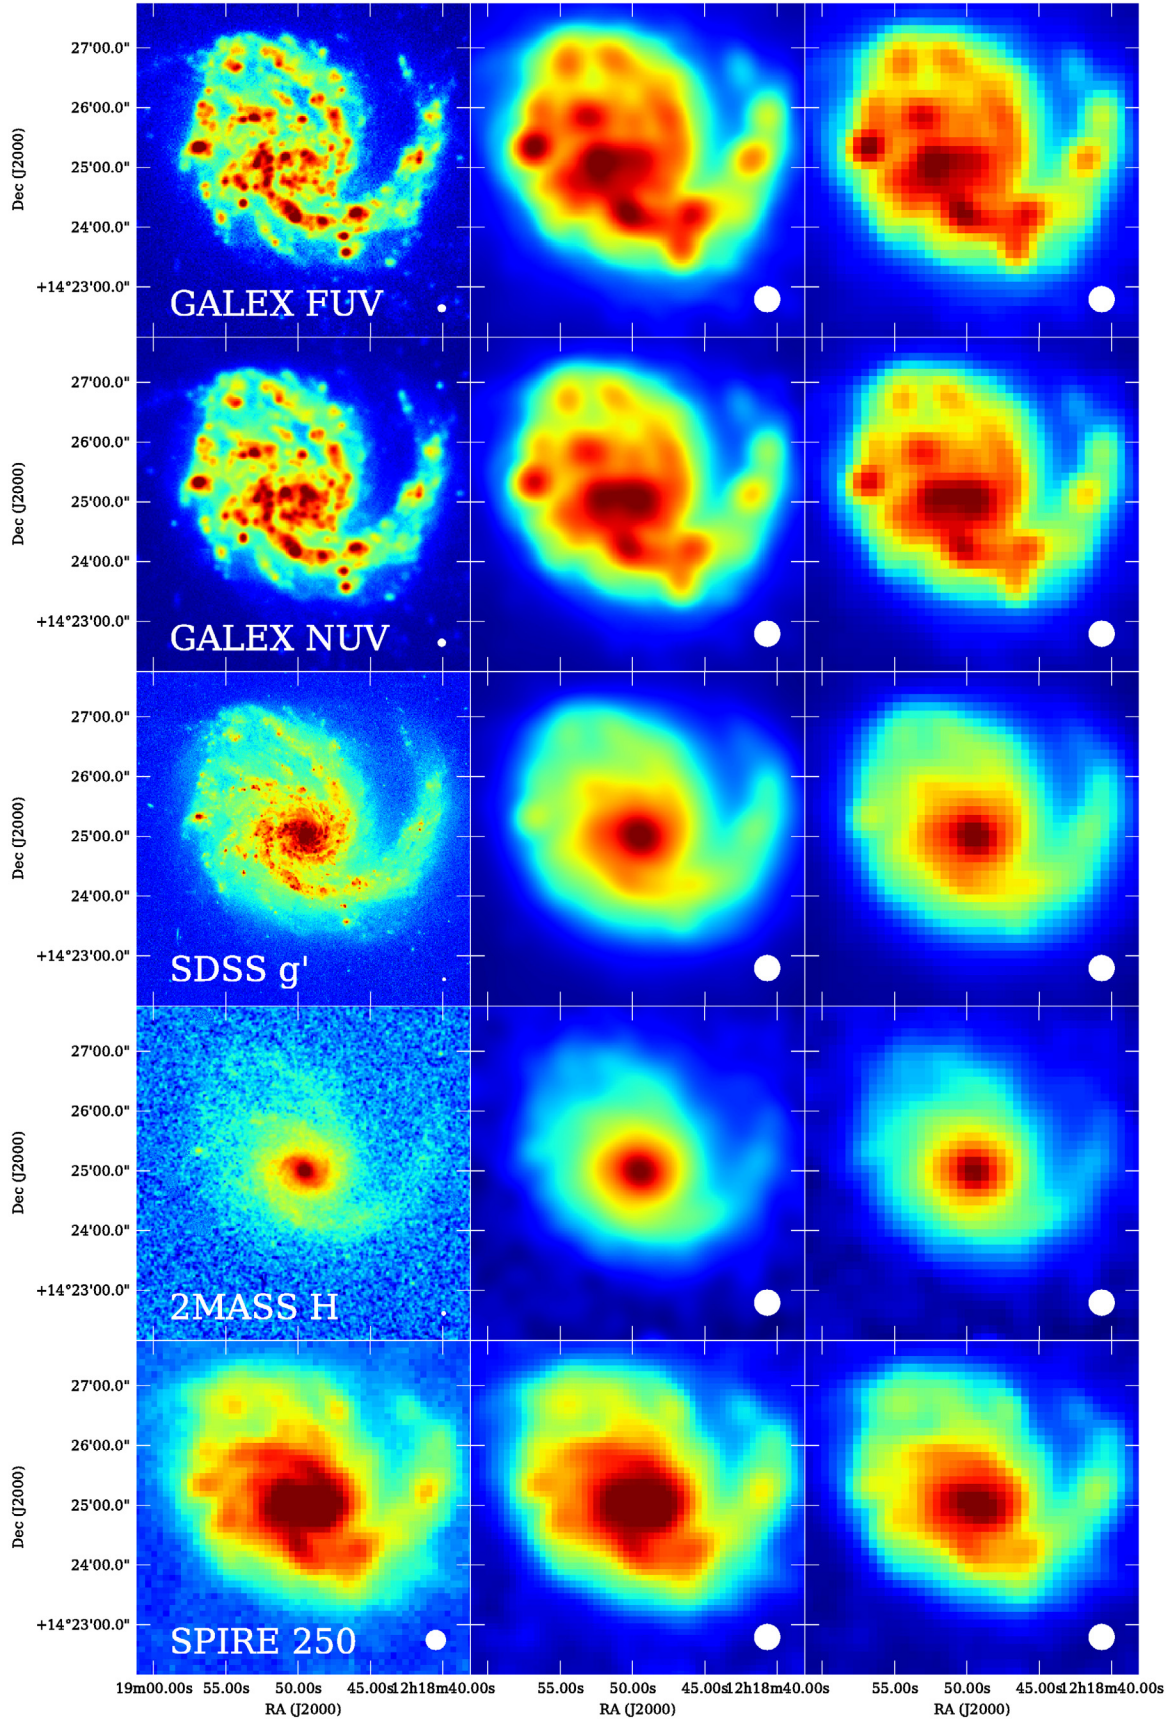 27'00.0"
26'00.0"
25'00.0"
24'00.0"
+14°23'00.0"
Dec (J2000)
GALEX FUV
27'00.0"
26'00.0"
25'00.0"
24'00.0"
+14°23'00.0"
Dec (J2000)
GALEX NUV
27'00.0"
26'00.0"
25'00.0"
24'00.0"
+14°23'00.0"
Dec (J2000)
SDSS g'
27'00.0"
26'00.0"
25'00.0"
24'00.0"
+14°23'00.0"
Dec (J2000)
2MASS H
27'00.0"
26'00.0"
25'00.0"
24'00.0"
+14°23'00.0"
Dec (J2000)
SPIRE 250
19m00.00s 55.00s 50.00s 45.00s 12h18m40.00s 55.00s 50.00s 45.00s 12h18m40.00s 55.00s 50.00s 45.00s 12h18m40.00s
RA (J2000) RA (J2000) RA (J2000)